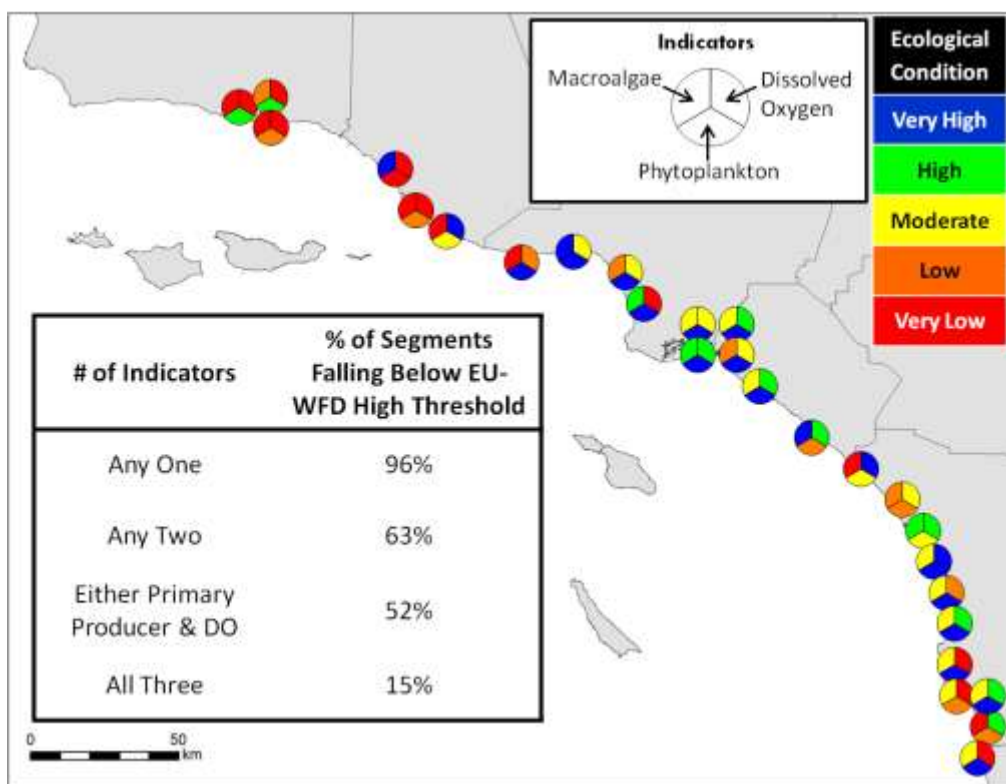 Indicators
Macroalgae
Dissolved
Oxygen
Phytoplankton
Ecological
Condition
Very High
High
Moderate
Low
Very Low
# of Indicators
% of Segments
Falling Below EU-
WFD High Threshold
Any One
96%
Any Two
63%
Either Primary
Producer & DO
52%
All Three
15%
0
50
km